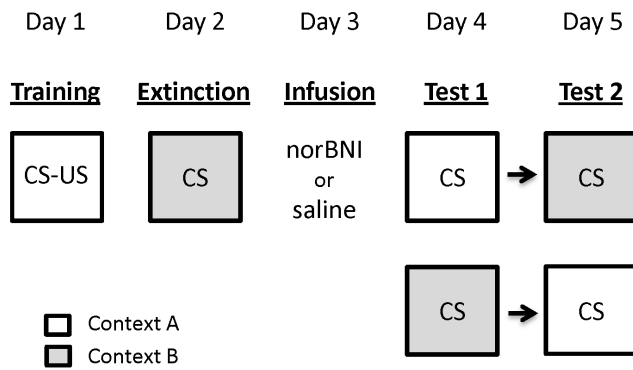 Day 1 Day 2 Day 3 Day 4 Day 5
Training Extinction Infusion Test 1 Test 2
CS-US CS norBNI or saline CS CS
CS CS
Context A
Context B